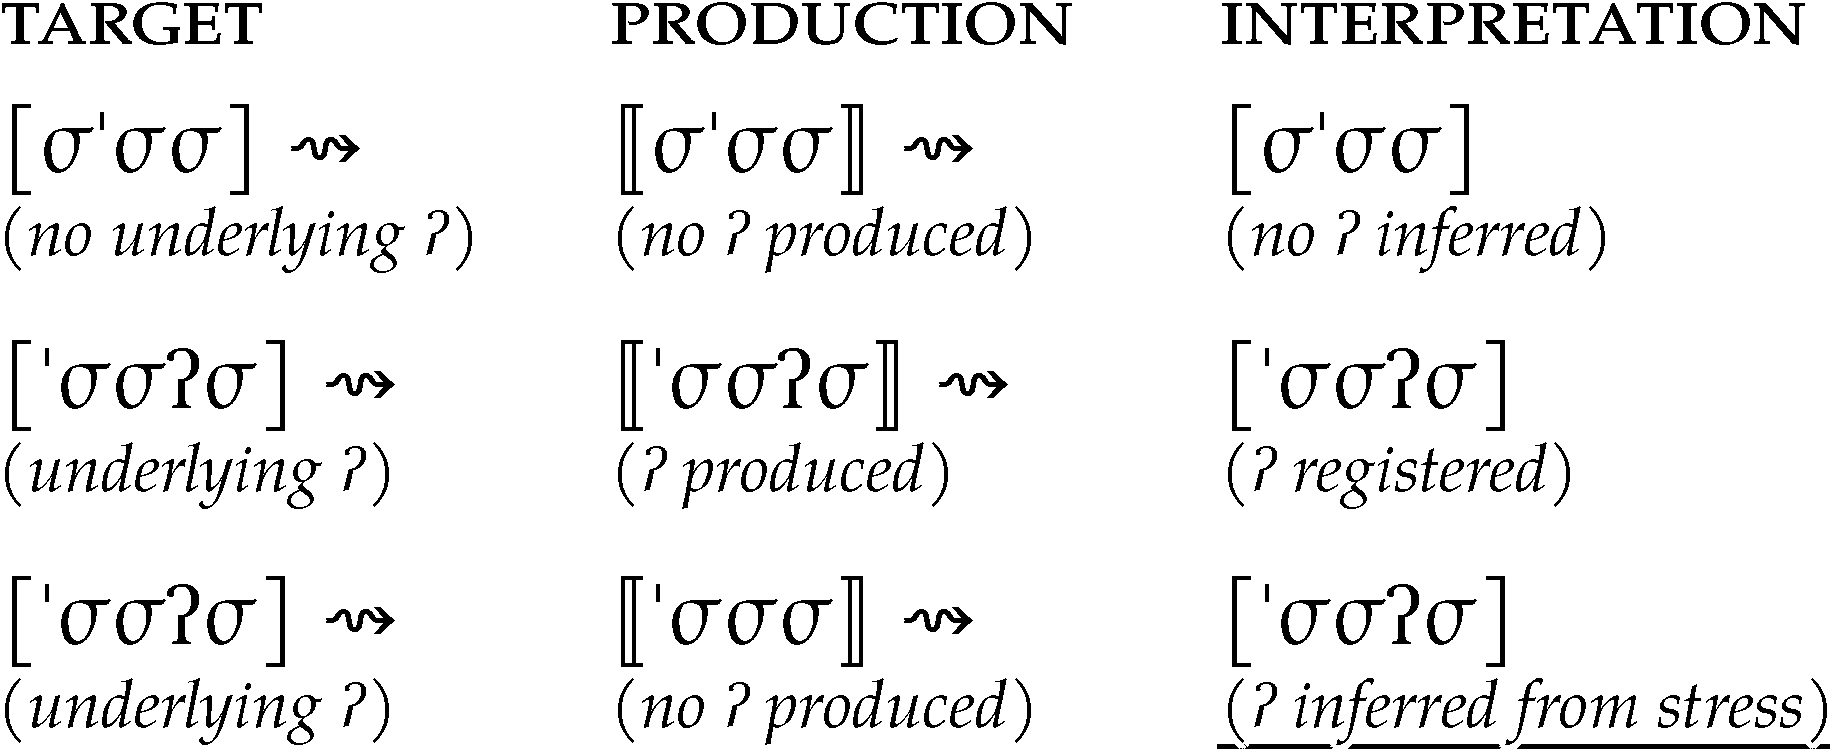 TARGET PRODUCTION INTERPRETATION
[σˈσσ] ⇝ ⟦σˈσσ⟧ ⇝ [σˈσσ]
(no underlying ʔ) (no ʔ produced) (no ʔ inferred)
[ˈσσʔσ] ⇝ ⟦ˈσσʔσ⟧ ⇝ [ˈσσʔσ]
(underlying ʔ) (ʔ produced) (ʔ registered)
[ˈσσʔσ] ⇝ ⟦ˈσσσ⟧ ⇝ [ˈσσʔσ]
(underlying ʔ) (no ʔ produced) (ʔ inferred from stress)